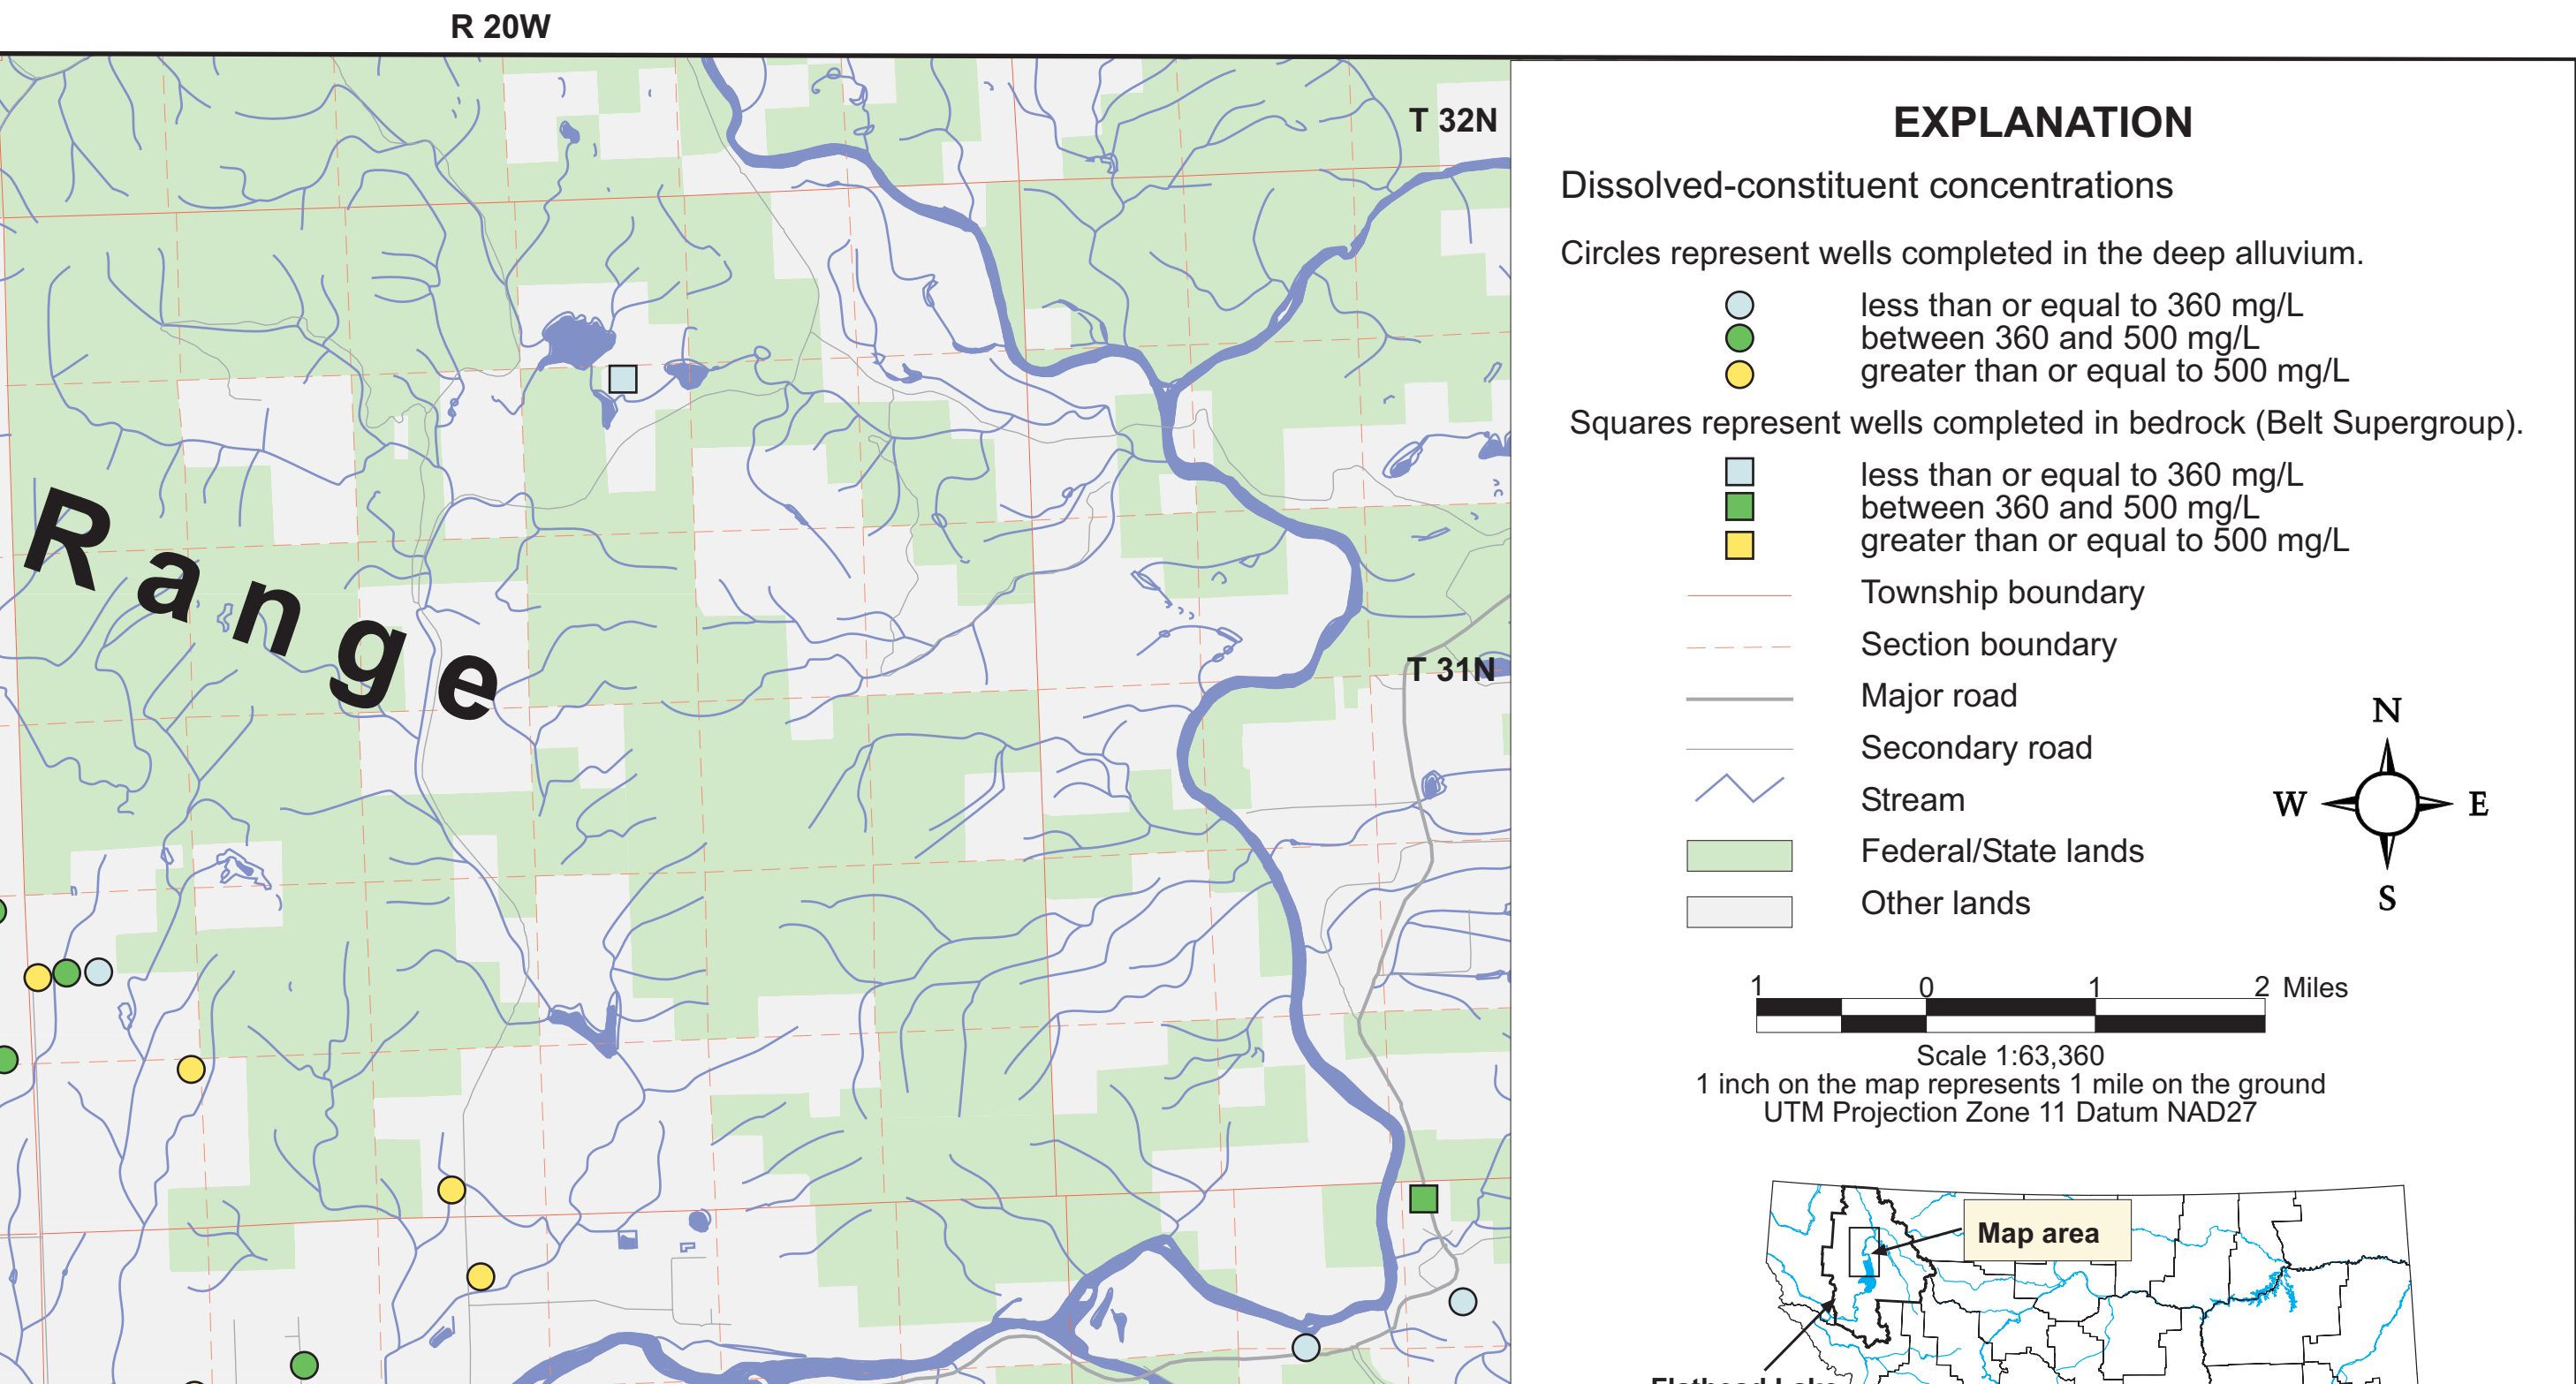 R 20W
T 32N
Range
T 31N
EXPLANATION
Dissolved-constituent concentrations
Circles represent wells completed in the deep alluvium.
less than or equal to 360 mg/L
between 360 and 500 mg/L
greater than or equal to 500 mg/L
Squares represent wells completed in bedrock (Belt Supergroup).
less than or equal to 360 mg/L
between 360 and 500 mg/L
greater than or equal to 500 mg/L
Township boundary
Section boundary
Major road
Secondary road
Stream
Federal/State lands
Other lands
N
W E
S
1 0 1 2 Miles
Scale 1:63,360
1 inch on the map represents 1 mile on the ground
UTM Projection Zone 11 Datum NAD27
Map area
Flathead Lake